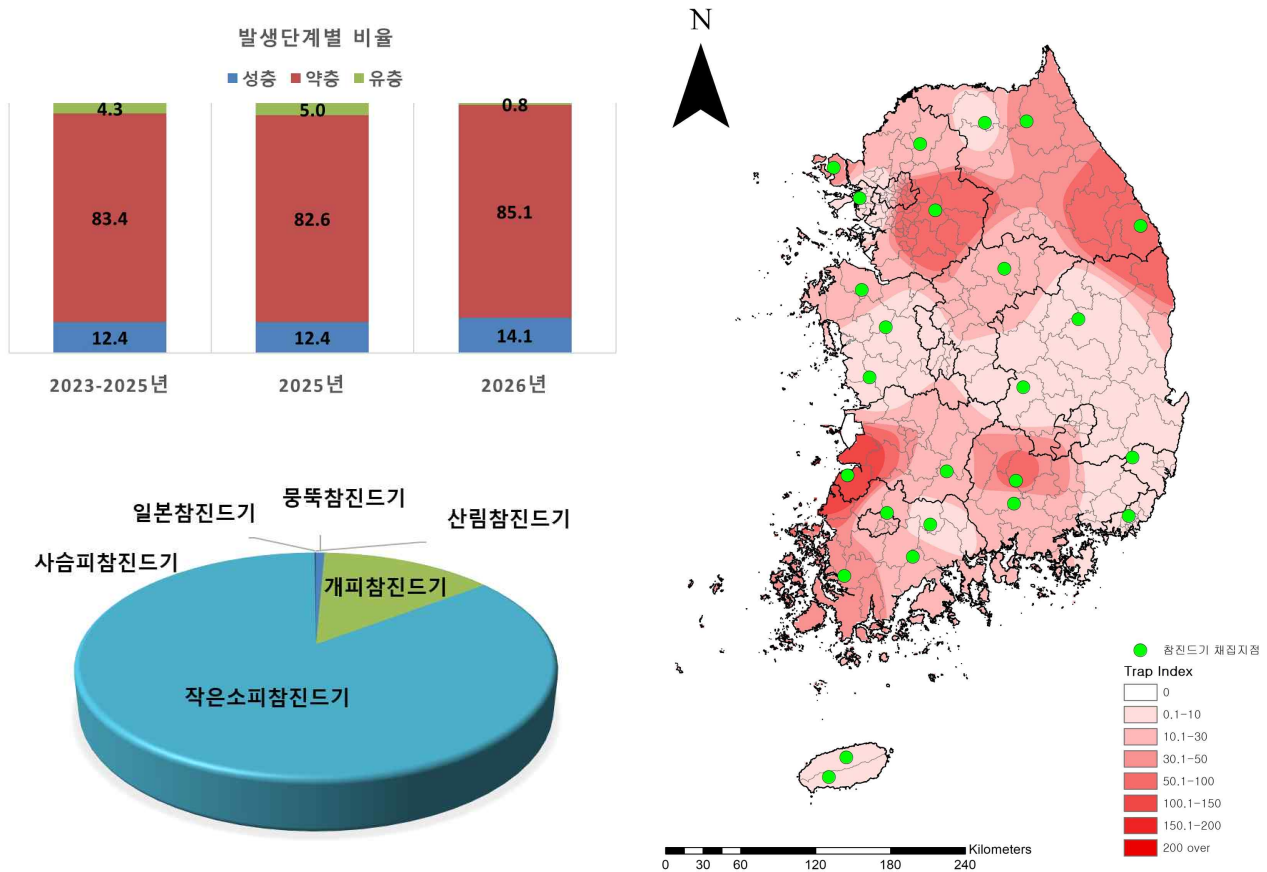 발생단계별 비율
성충 약충 유충
4.3 5.0 0.8
83.4 82.6 85.1
12.4 12.4 14.1
2023-2025년 2025년 2026년
뭉뚝참진드기
일본참진드기
산림참진드기
사슴피참진드기
개피참진드기
작은소피참진드기
N
참진드기 채집지점
Trap Index
0
0.1-10
10.1-30
30.1-50
50.1-100
100.1-150
150.1-200
200 over
Kilometers
0 15 30 60 120 180 240